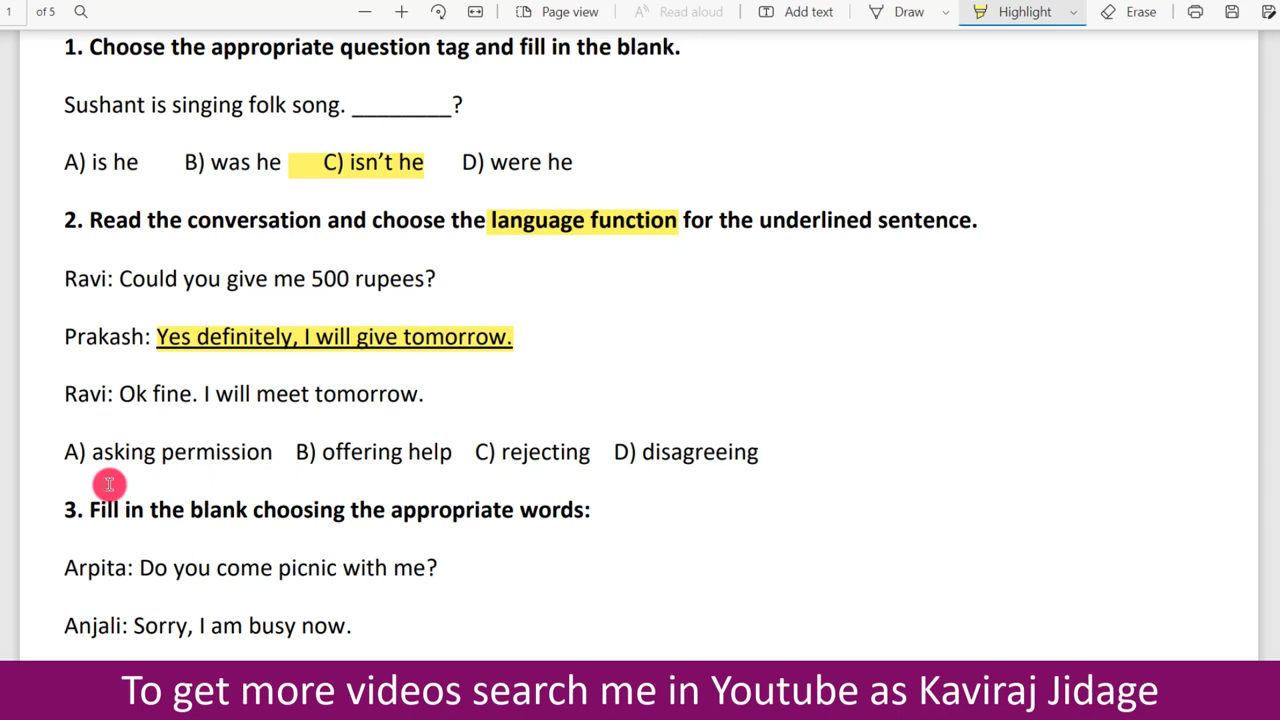 1 of 5 Page view Read aloud Add text Draw Highlight Erase
1. Choose the appropriate question tag and fill in the blank.
Sushant is singing folk song. _________?
A) is he B) was he C) isn’t he D) were he
2. Read the conversation and choose the language function for the underlined sentence.
Ravi: Could you give me 500 rupees?
Prakash: Yes definitely, I will give tomorrow.
Ravi: Ok fine. I will meet tomorrow.
A) asking permission B) offering help C) rejecting D) disagreeing
3. Fill in the blank choosing the appropriate words:
Arpita: Do you come picnic with me?
Anjali: Sorry, I am busy now.
To get more videos search me in Youtube as Kaviraj Jidage